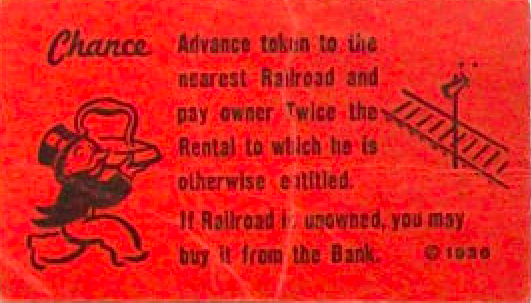 Chance
Advance token to the
nearest Railroad and
pay owner Twice the
Rental to which he is
otherwise entitled.
If Railroad is unowned, you may
buy it from the Bank.
© 1936